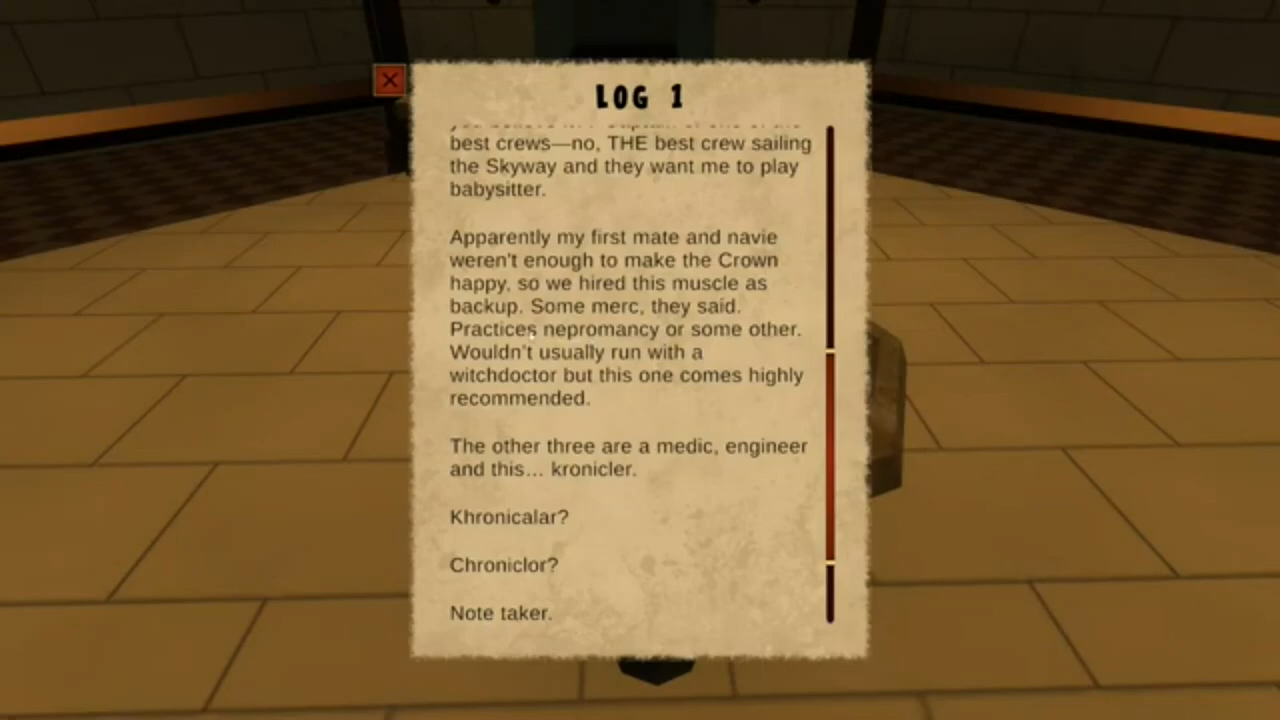 LOG 1
best crews—no, THE best crew sailing
the Skyway and they want me to play
babysitter.
Apparently my first mate and navie
weren't enough to make the Crown
happy, so we hired this muscle as
backup. Some merc, they said.
Practices nepromancy or some other.
Wouldn't usually run with a
witchdoctor but this one comes highly
recommended.
The other three are a medic, engineer
and this… kronicler.
Khronicalar?
Chroniclor?
Note taker.